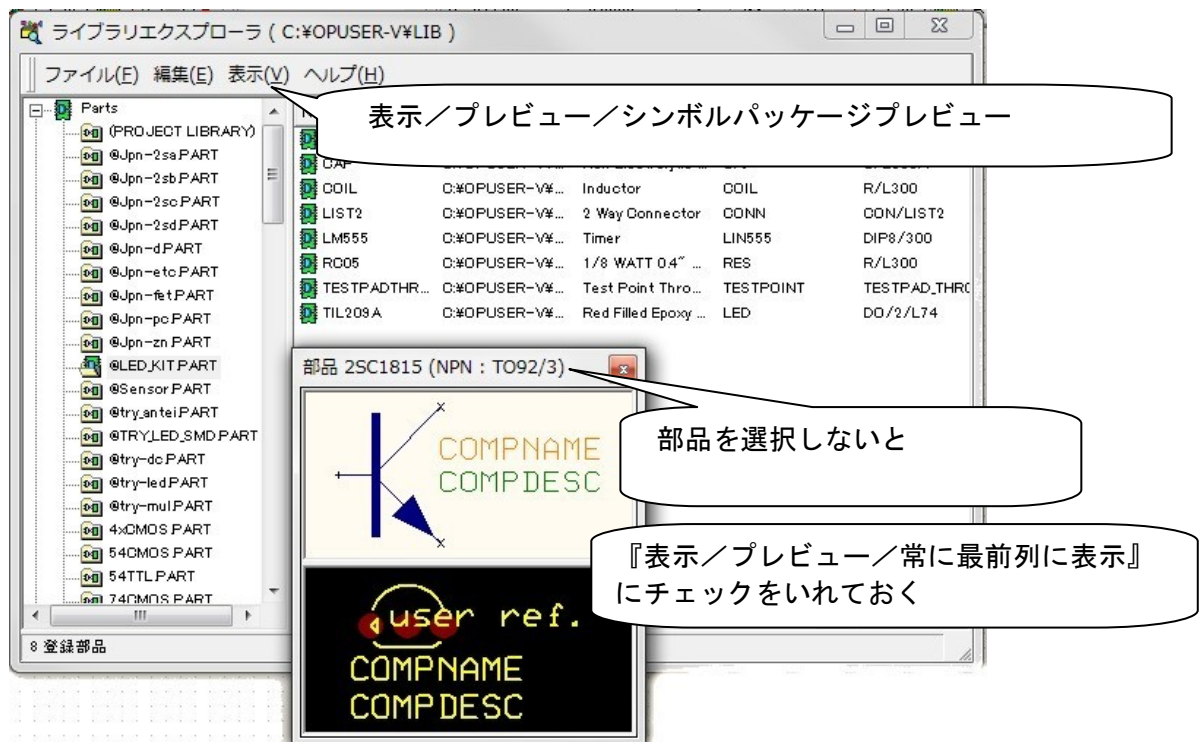 ライブラリエクスプローラ ( C:¥OPUSER-V¥LIB )
ファイル(F) 編集(E) 表示(V) ヘルプ(H)
表示／プレビュー／シンボルパッケージプレビュー
Parts
(PROJECT LIBRARY)
@Jpn-2sa.PART
@Jpn-2sb.PART
@Jpn-2sc.PART
@Jpn-2sd.PART
@Jpn-d.PART
@Jpn-etc.PART
@Jpn-fet.PART
@Jpn-pc.PART
@Jpn-zn.PART
@LED_KIT.PART
@Sensor.PART
@try_antei.PART
@TRY_LED_SMD.PART
@try-dc.PART
@try-led.PART
@try-mul.PART
4xCMOS.PART
54CMOS.PART
54TTL.PART
74CMOS.PART
CAP
COIL C:¥OPUSER-V¥... Inductor COIL R/L300
LIST2 C:¥OPUSER-V¥... 2 Way Connector CONN CON/LIST2
LM555 C:¥OPUSER-V¥... Timer LIN555 DIP8/300
RC05 C:¥OPUSER-V¥... 1/8 WATT 0.4" ... RES R/L300
TESTPADTHR... C:¥OPUSER-V¥... Test Point Thro... TESTPOINT TESTPAD_THRO
TIL209A C:¥OPUSER-V¥... Red Filled Epoxy ... LED DO/2/L74
部品 2SC1815 (NPN : TO92/3)
COMPNAME
COMPDESC
user ref.
COMPNAME
COMPDESC
部品を選択しないと
『表示／プレビュー／常に最前列に表示』
にチェックをいれておく
8 登録部品